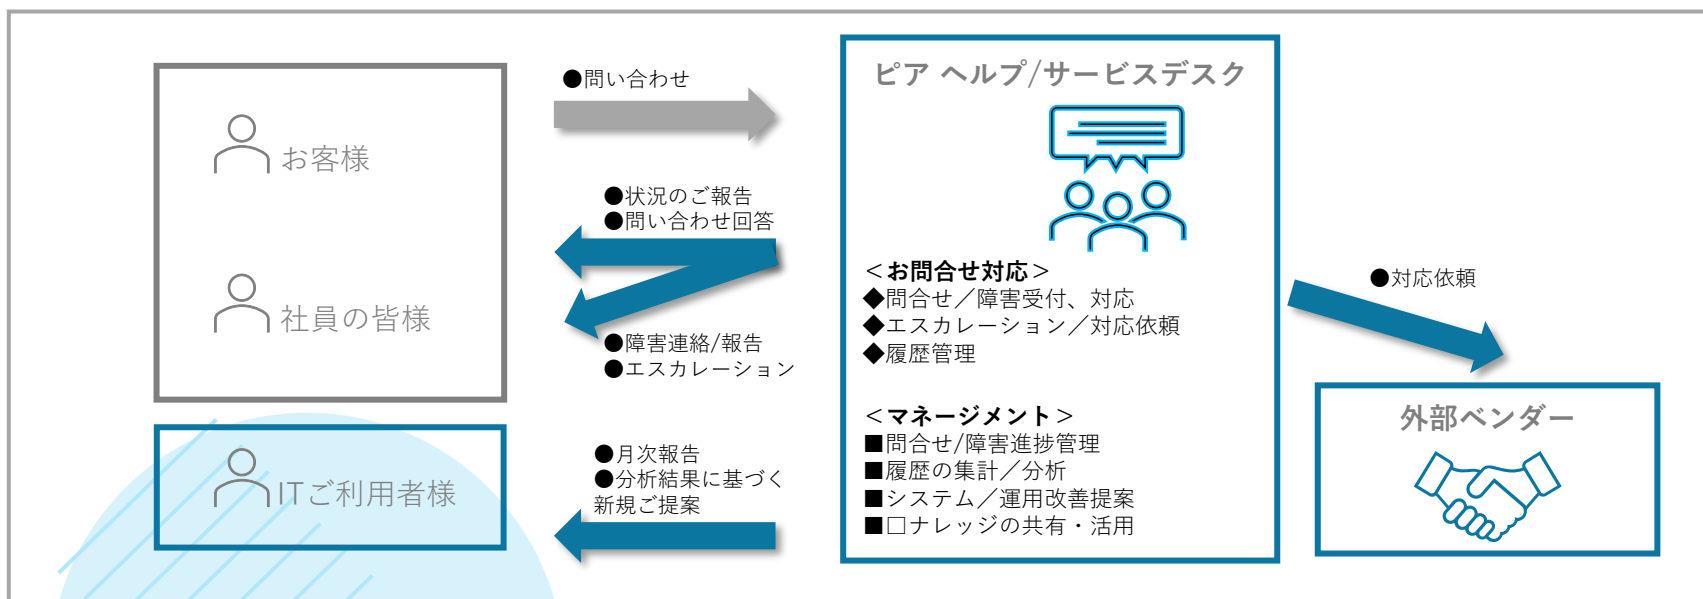 お客様
社員の皆様
ITご利用者様
●問い合わせ
●状況のご報告
●問い合わせ回答
●障害連絡/報告
●エスカレーション
●月次報告
●分析結果に基づく
新規ご提案
ピア ヘルプ/サービスデスク
＜お問合せ対応＞
◆問合せ／障害受付、対応
◆エスカレーション／対応依頼
◆履歴管理
＜マネージメント＞
■問合せ/障害進捗管理
■履歴の集計／分析
■システム／運用改善提案
■□ナレッジの共有・活用
●対応依頼
外部ベンダー